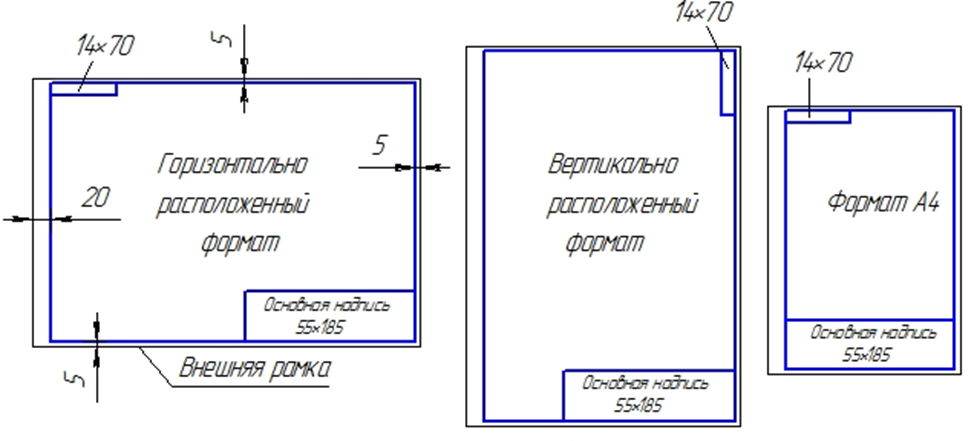 14×70
5
Горизонтально
расположенный
формат
5
20
Основная надпись
55×185
5
Внешняя рамка
14×70
Вертикально
расположенный
формат
Основная надпись
55×185
14×70
Формат А4
Основная надпись
55×185